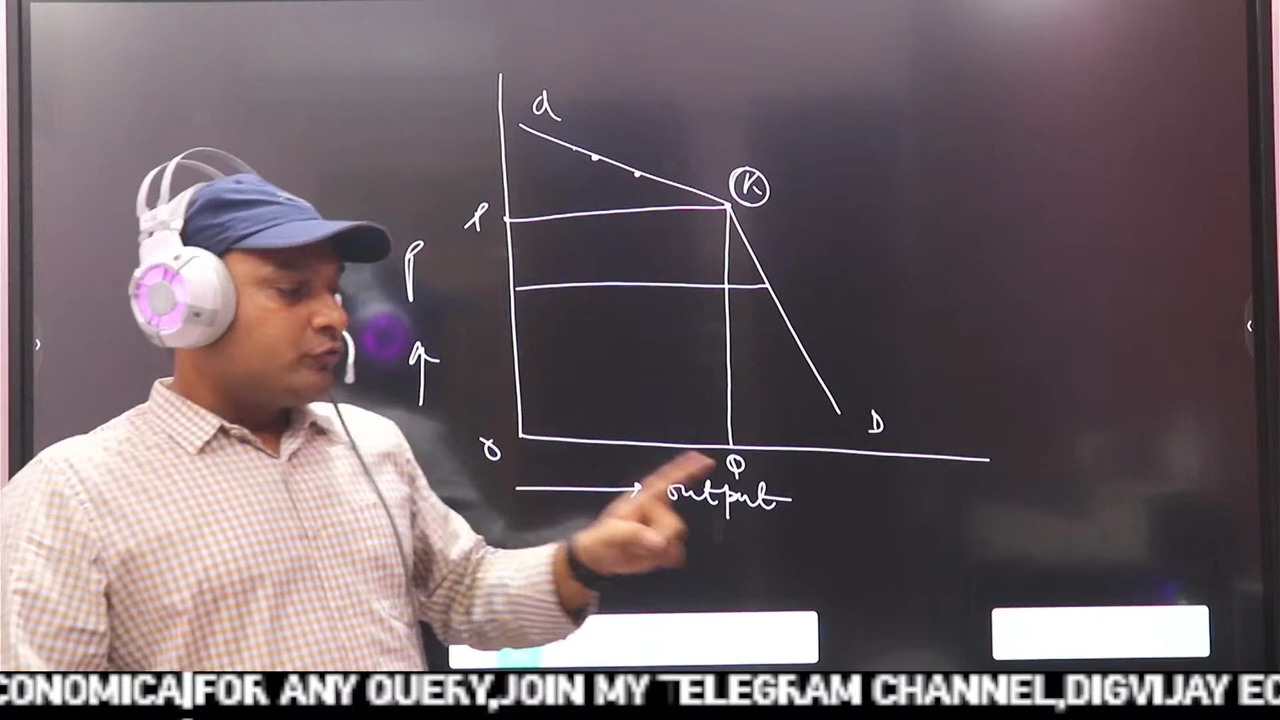 d
K
P
P
q
D
O
Q
output
CONOMICA|FOR ANY QUERY,JOIN MY TELEGRAM CHANNEL,DIGVIJAY EC